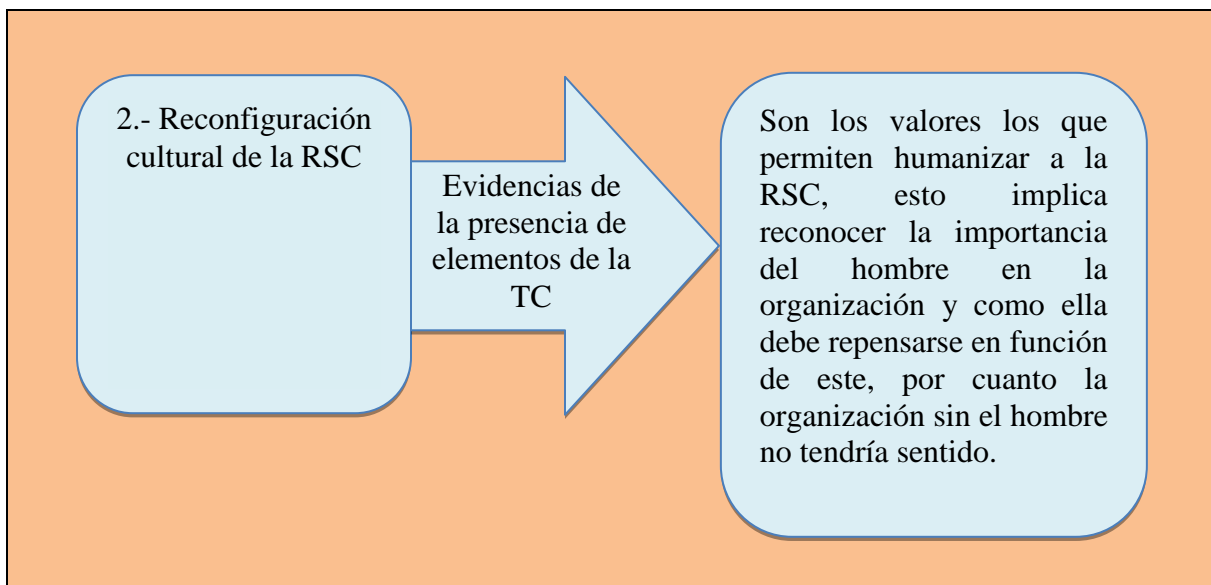 2.- Reconfiguración
cultural de la RSC
Evidencias de
la presencia de
elementos de la
TC
Son los valores los que
permiten humanizar a la
RSC, esto implica
reconocer la importancia
del hombre en la
organización y como ella
debe repensarse en función
de este, por cuanto la
organización sin el hombre
no tendría sentido.